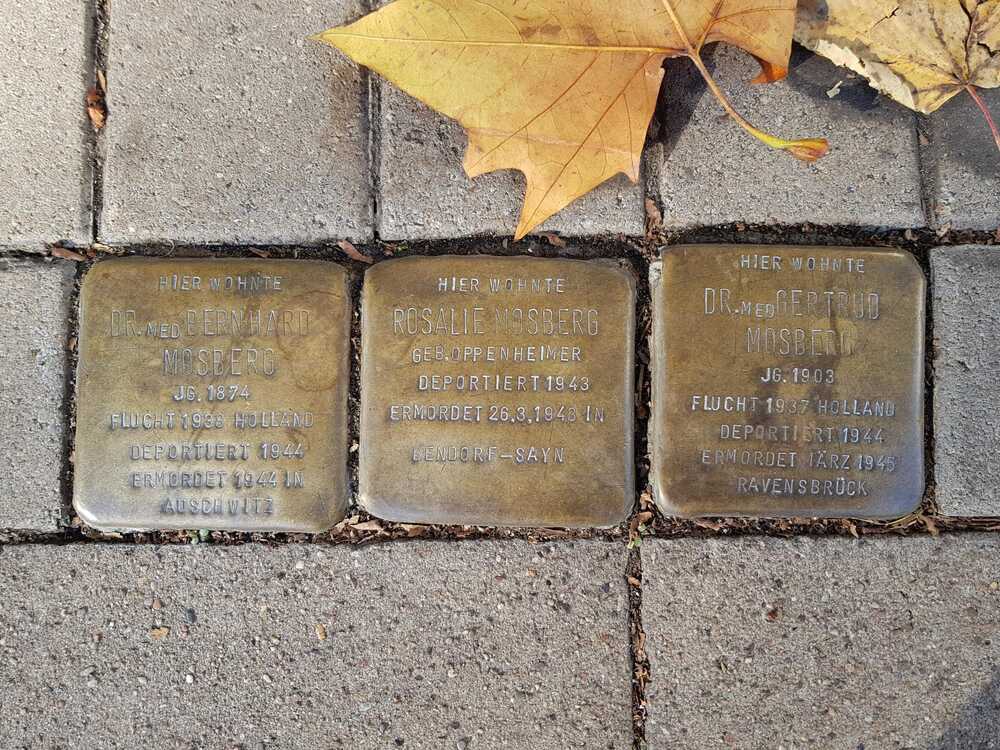 HIER WOHNTE
DR. MED. BERNHARD
MOSBERG
JG. 1874
FLUCHT 1938 HOLLAND
DEPORTIERT 1944
ERMORDET 1944 IN
AUSCHWITZ
HIER WOHNTE
ROSALIE MOSBERG
GEB. OPPENHEIMER
DEPORTIERT 1943
ERMORDET 26.3.1943 IN
BENDORF-SAYN
HIER WOHNTE
DR. MED. GERTRUD
MOSBERG
JG. 1903
FLUCHT 1937 HOLLAND
DEPORTIERT 1944
ERMORDET MÄRZ 1945
RAVENSBRÜCK